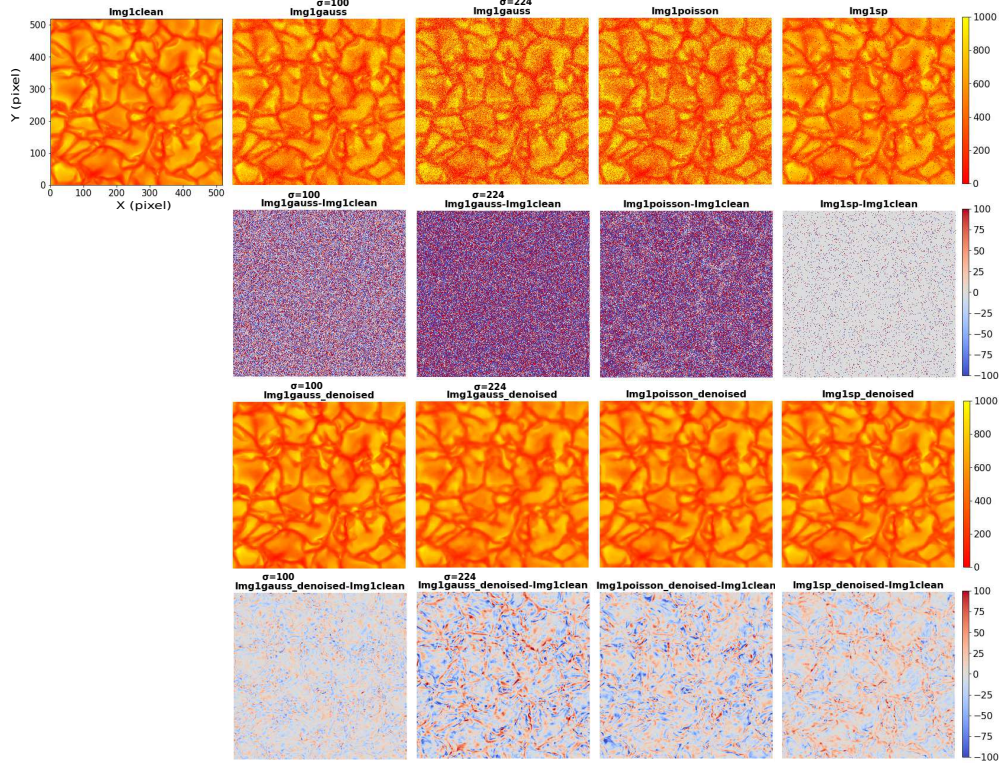 Img1clean
σ=100
Img1gauss
σ=224
Img1gauss
Img1poisson
Img1sp
Y (pixel)
500
400
300
200
100
0
0 100 200 300 400 500
X (pixel)
1000
800
600
400
200
0
σ=100
Img1gauss-Img1clean
σ=224
Img1gauss-Img1clean
Img1poisson-Img1clean
Img1sp-Img1clean
100
75
50
25
0
−25
−50
−75
−100
σ=100
Img1gauss_denoised
σ=224
Img1gauss_denoised
Img1poisson_denoised
Img1sp_denoised
1000
800
600
400
200
0
σ=100
Img1gauss_denoised-Img1clean
σ=224
Img1gauss_denoised-Img1clean
Img1poisson_denoised-Img1clean
Img1sp_denoised-Img1clean
100
75
50
25
0
−25
−50
−75
−100